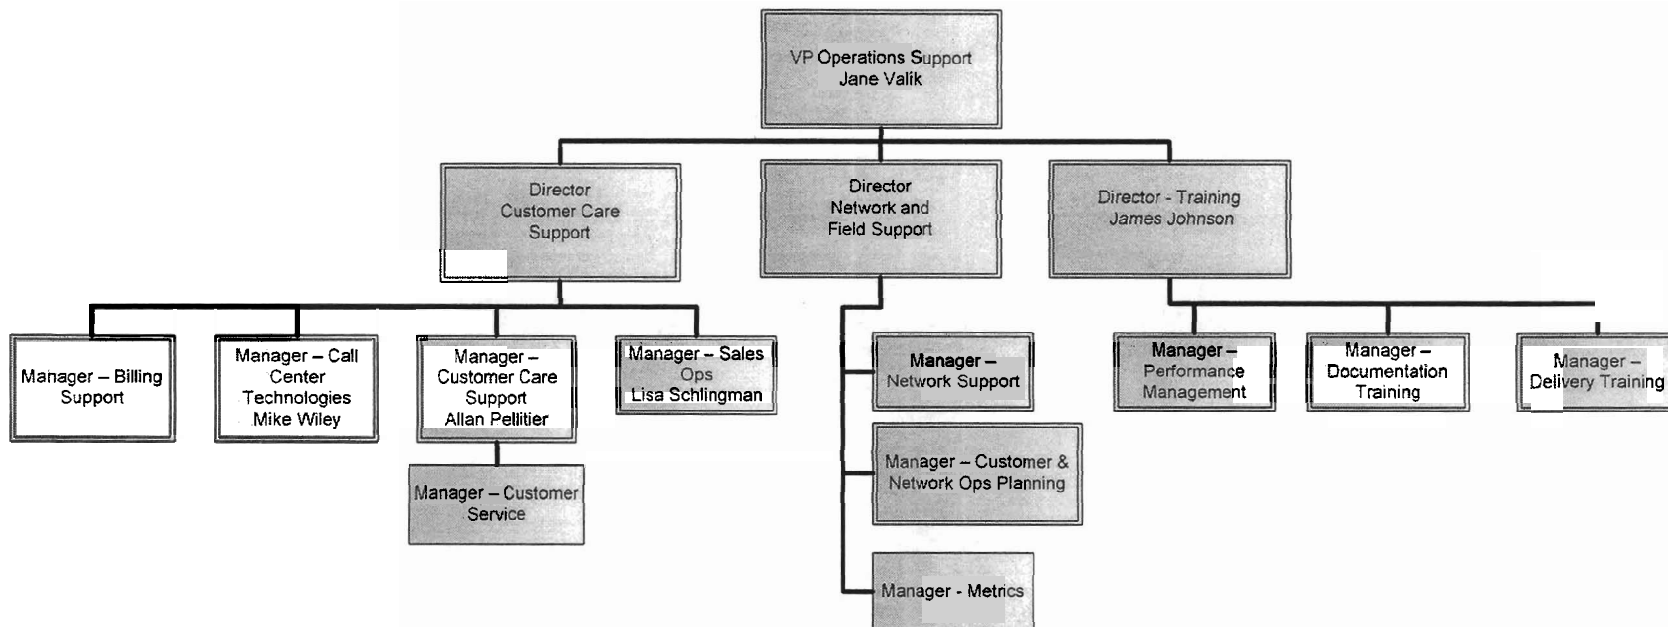 VP Operations Support
Jane Valik
Director
Customer Care
Support
Director
Network and
Field Support
Director - Training
James Johnson
Manager – Billing
Support
Manager – Call
Center
Technologies
Mike Wiley
Manager –
Customer Care
Support
Allan Pellitier
Manager – Sales
Ops
Lisa Schlingman
Manager –
Network Support
Manager –
Performance
Management
Manager –
Documentation
Training
Manager –
Delivery Training
Manager – Customer
Service
Manager – Customer &
Network Ops Planning
Manager - Metrics